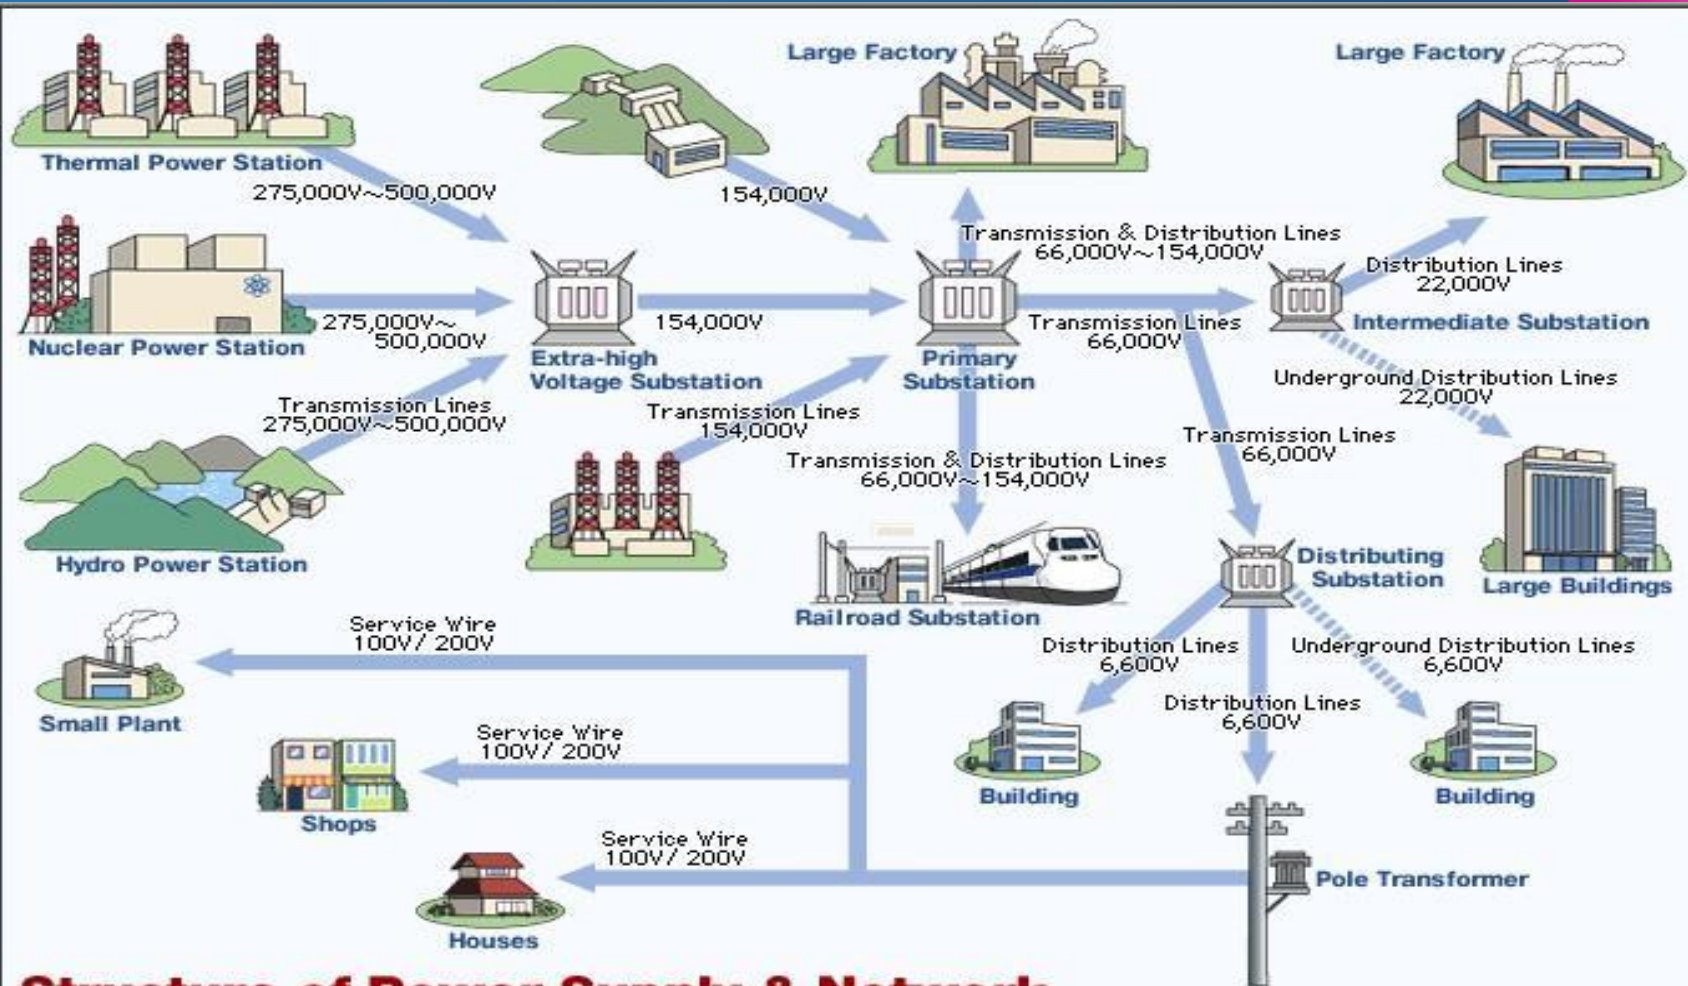 Large Factory
Large Factory
Thermal Power Station
275,000V~500,000V
154,000V
Transmission & Distribution Lines
66,000V~154,000V
Distribution Lines
22,000V
275,000V~
500,000V
154,000V
Transmission Lines
66,000V
Intermediate Substation
Nuclear Power Station
Extra-high
Voltage Substation
Primary
Substation
Underground Distribution Lines
22,000V
Transmission Lines
275,000V~500,000V
Transmission Lines
154,000V
Transmission Lines
66,000V
Transmission & Distribution Lines
66,000V~154,000V
Hydro Power Station
Distributing
Substation
Large Buildings
Railroad Substation
Service Wire
100V/ 200V
Distribution Lines
6,600V
Underground Distribution Lines
6,600V
Distribution Lines
6,600V
Small Plant
Service Wire
100V/ 200V
Building
Building
Shops
Service Wire
100V/ 200V
Pole Transformer
Houses
Structure of Power Supply & Network